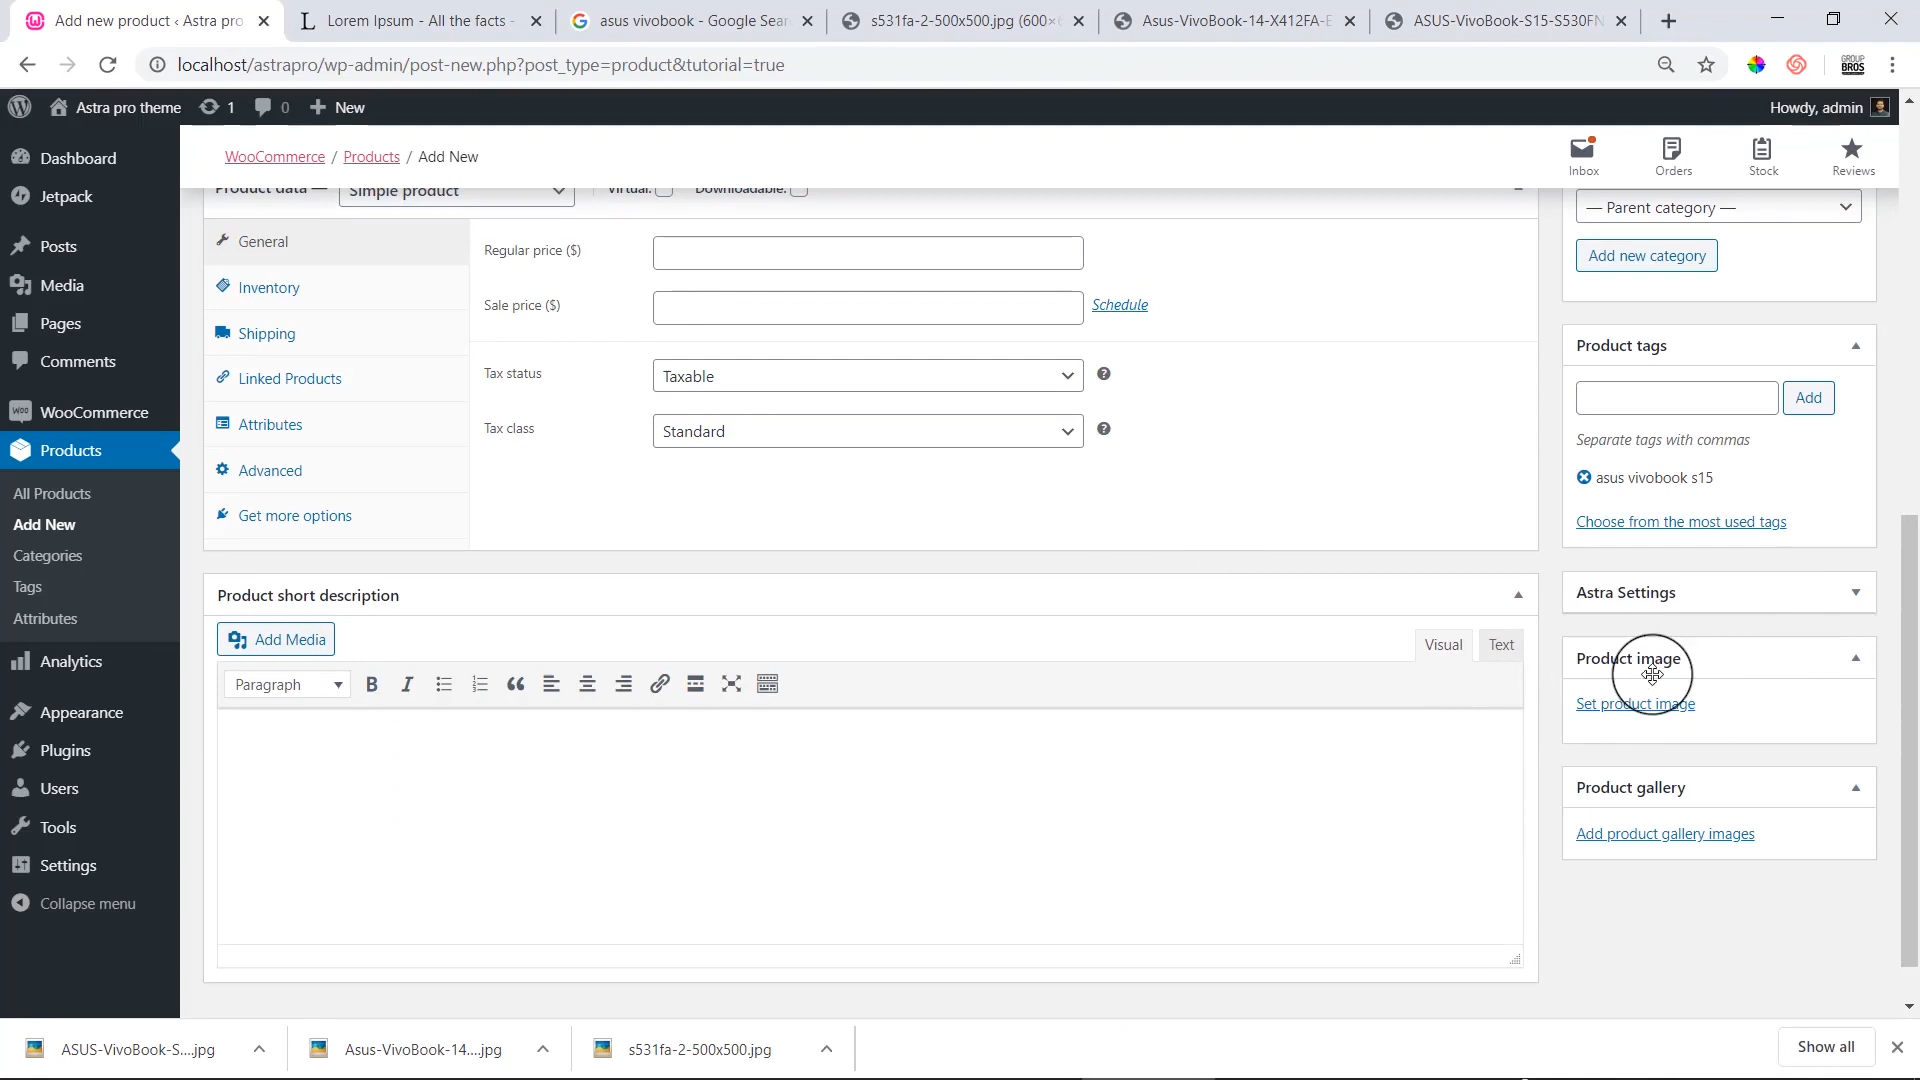 Add new product ‹ Astra pro
Lorem Ipsum - All the facts -
asus vivobook - Google Sear
s531fa-2-500x500.jpg (600×
Asus-VivoBook-14-X412FA-E
ASUS-VivoBook-S15-S530FN
localhost/astrapro/wp-admin/post-new.php?post_type=product&tutorial=true
GROUP
BROS
Astra pro theme
1
0
New
Howdy, admin
WooCommerce / Products / Add New
Inbox
Orders
Stock
Reviews
Dashboard
Jetpack
Posts
Media
Pages
Comments
WooCommerce
Products
All Products
Add New
Categories
Tags
Attributes
Analytics
Appearance
Plugins
Users
Tools
Settings
Collapse menu
Product data —
Simple product
Virtual:
Downloadable:
General
Inventory
Shipping
Linked Products
Attributes
Advanced
Get more options
Regular price ($)
Sale price ($)
Schedule
Tax status
Taxable
Tax class
Standard
Product short description
Add Media
Visual
Text
Paragraph
— Parent category —
Add new category
Product tags
Add
Separate tags with commas
asus vivobook s15
Choose from the most used tags
Astra Settings
Product image
Set product image
Product gallery
Add product gallery images
ASUS-VivoBook-S....jpg
Asus-VivoBook-14....jpg
s531fa-2-500x500.jpg
Show all